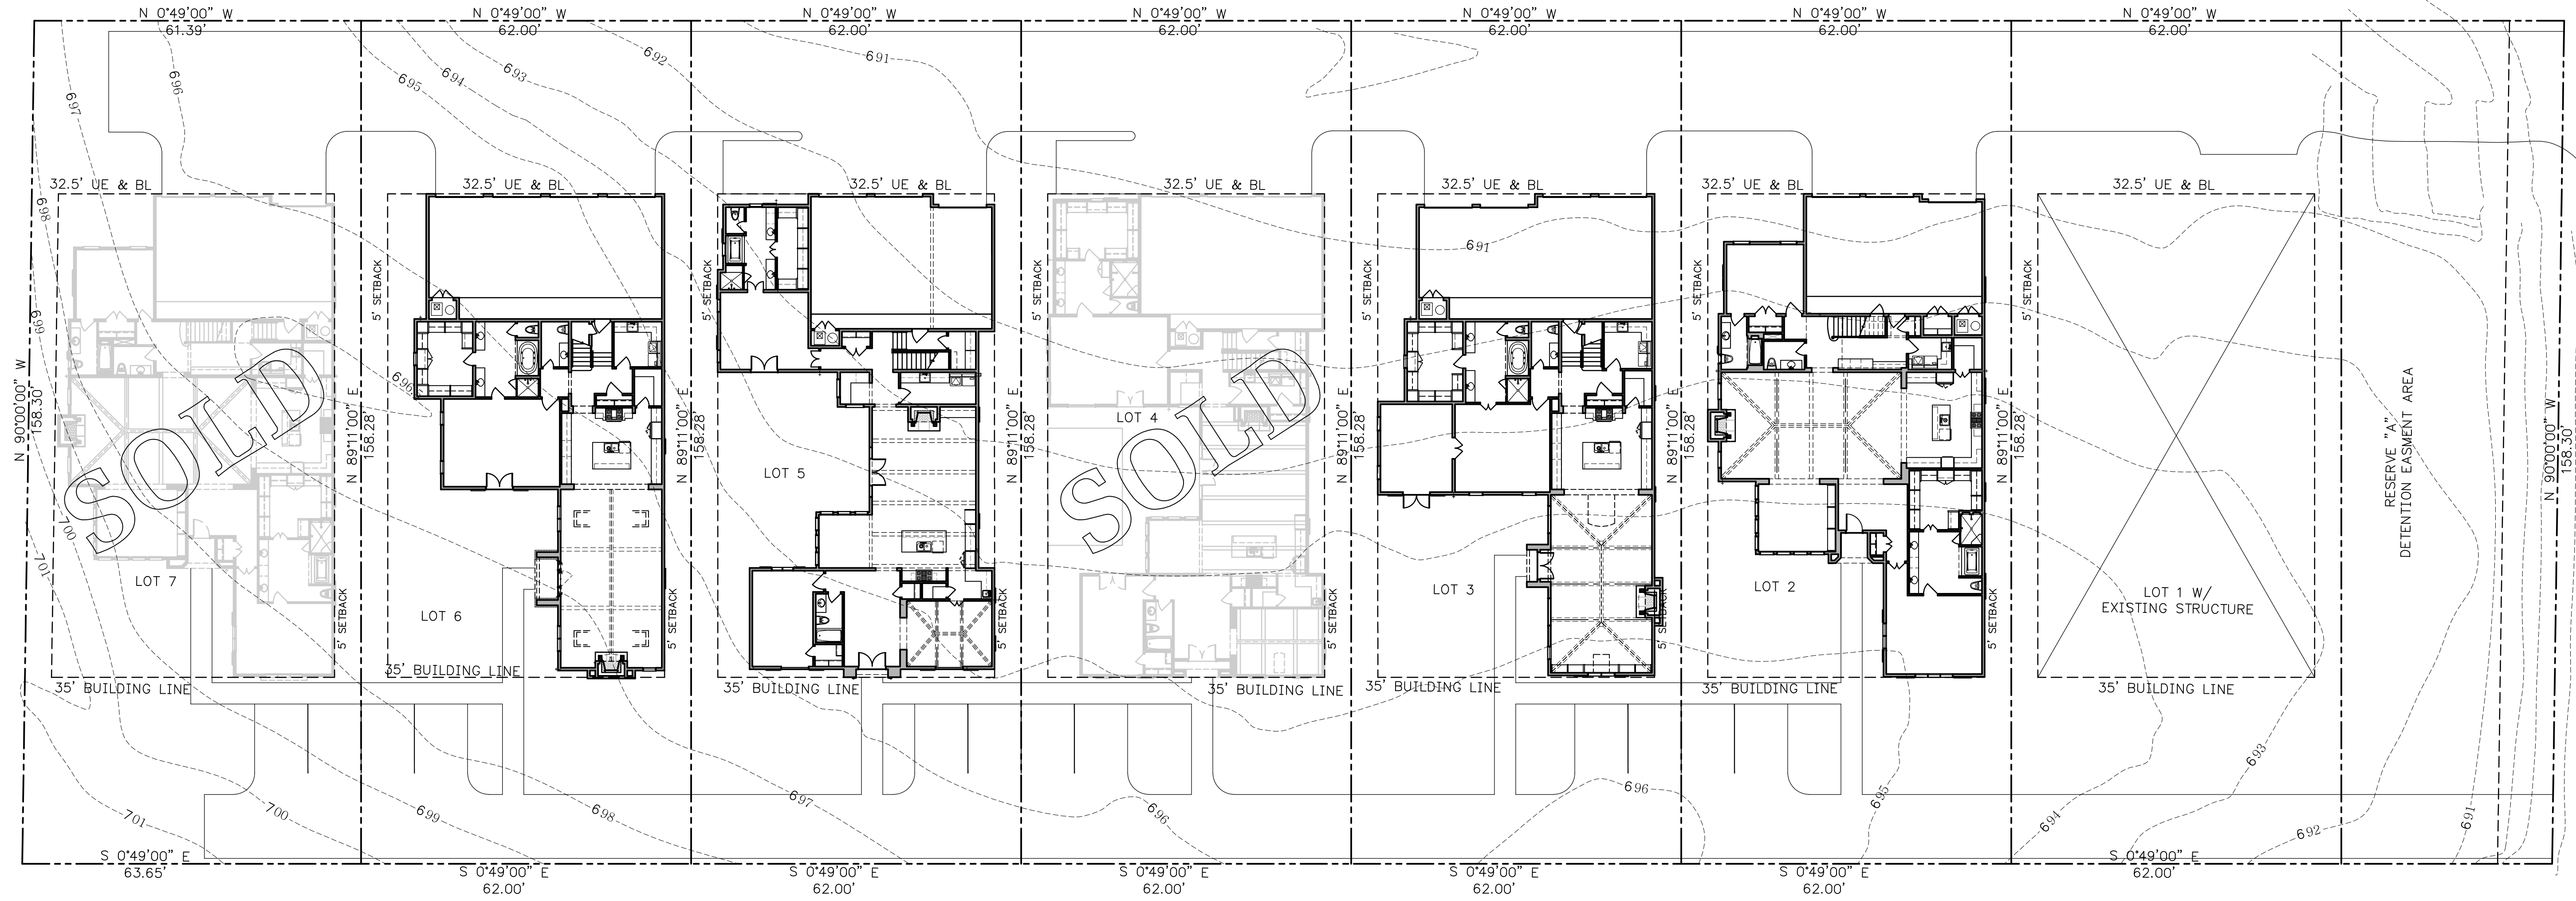 N 0°49'00" W
61.39'
N 0°49'00" W
62.00'
N 0°49'00" W
62.00'
N 0°49'00" W
62.00'
N 0°49'00" W
62.00'
N 0°49'00" W
62.00'
N 0°49'00" W
62.00'
697
696
695
694
693
692
691
32.5' UE & BL
32.5' UE & BL
32.5' UE & BL
32.5' UE & BL
32.5' UE & BL
32.5' UE & BL
32.5' UE & BL
698
699
691
5' SETBACK
5' SETBACK
5' SETBACK
5' SETBACK
5' SETBACK
5' SETBACK
N 90°00'00" W
158.30'
SOLD
696
N 89°11'00" E
158.28'
N 89°11'00" E
158.28'
LOT 5
N 89°11'00" E
158.28'
LOT 4
SOLD
N 89°11'00" E
158.28'
N 89°11'00" E
158.28'
N 89°11'00" E
158.28'
RESERVE "A"
DETENTION EASMENT AREA
N 90°00'00" W
158.30'
700
701
LOT 7
LOT 6
LOT 3
LOT 2
LOT 1 W/
EXISTING STRUCTURE
5' SETBACK
5' SETBACK
5' SETBACK
5' SETBACK
5' SETBACK
5' SETBACK
35' BUILDING LINE
35' BUILDING LINE
35' BUILDING LINE
35' BUILDING LINE
35' BUILDING LINE
35' BUILDING LINE
35' BUILDING LINE
701
700
699
698
697
696
696
695
694
693
692
691
S 0°49'00" E
63.65'
S 0°49'00" E
62.00'
S 0°49'00" E
62.00'
S 0°49'00" E
62.00'
S 0°49'00" E
62.00'
S 0°49'00" E
62.00'
S 0°49'00" E
62.00'